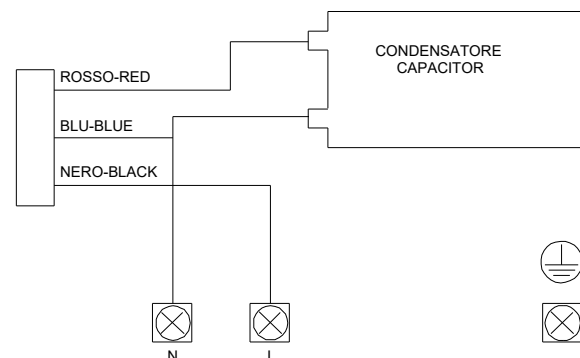 CONDENSATORE
CAPACITOR
ROSSO-RED
BLU-BLUE
NERO-BLACK
N
L